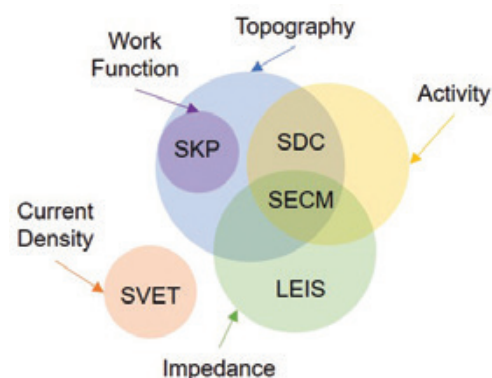 Work
Function
Topography
Activity
SKP
SDC
SECM
Current
Density
SVET
LEIS
Impedance